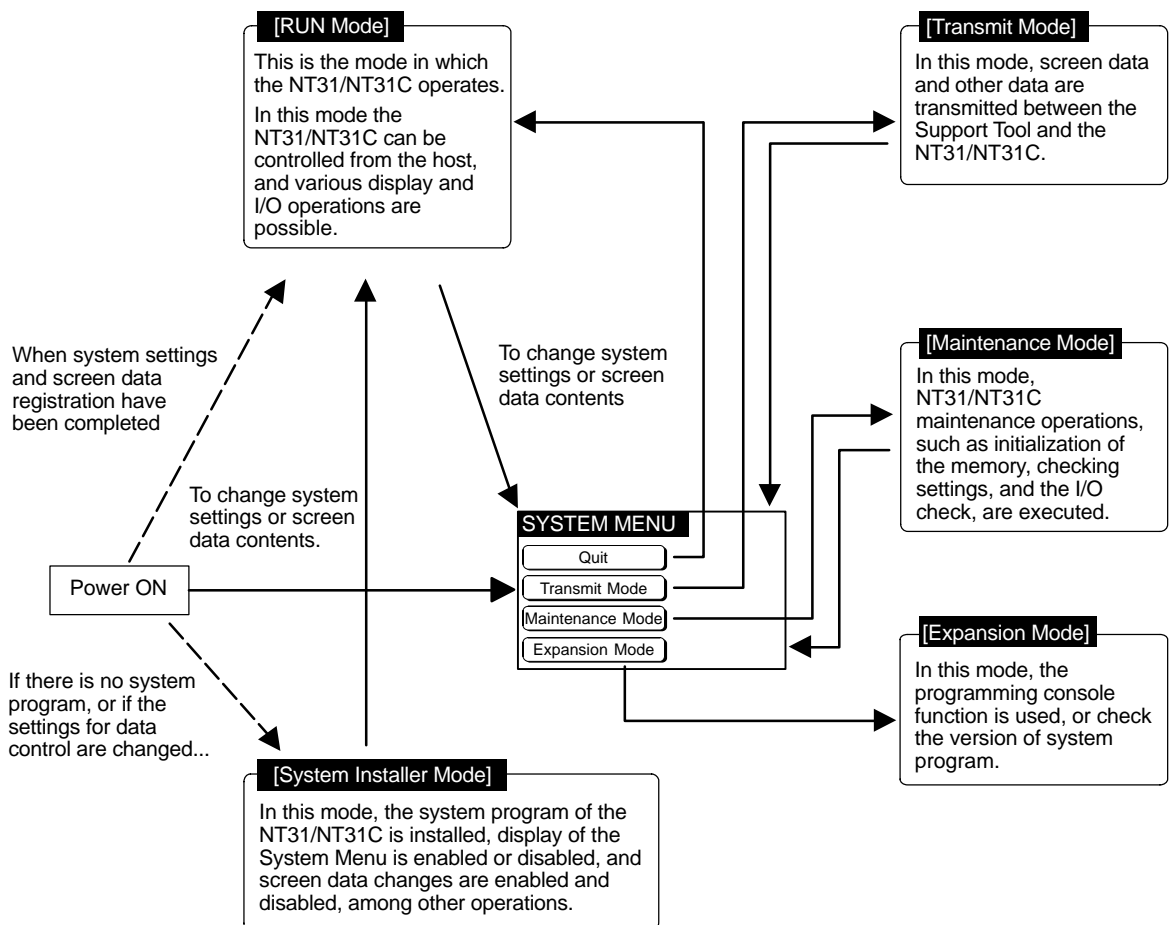 [RUN Mode]
This is the mode in which
the NT31/NT31C operates.
In this mode the
NT31/NT31C can be
controlled from the host,
and various display and
I/O operations are
possible.
[Transmit Mode]
In this mode, screen data
and other data are
transmitted between the
Support Tool and the
NT31/NT31C.
When system settings
and screen data
registration have
been completed
To change system
settings or screen
data contents
[Maintenance Mode]
In this mode,
NT31/NT31C
maintenance operations,
such as initialization of
the memory, checking
settings, and the I/O
check, are executed.
To change system
settings or screen
data contents.
Power ON
SYSTEM MENU
Quit
Transmit Mode
Maintenance Mode
Expansion Mode
[Expansion Mode]
In this mode, the
programming console
function is used, or check
the version of system
program.
If there is no system
program, or if the
settings for data
control are changed...
[System Installer Mode]
In this mode, the system program of the
NT31/NT31C is installed, display of the
System Menu is enabled or disabled, and
screen data changes are enabled and
disabled, among other operations.